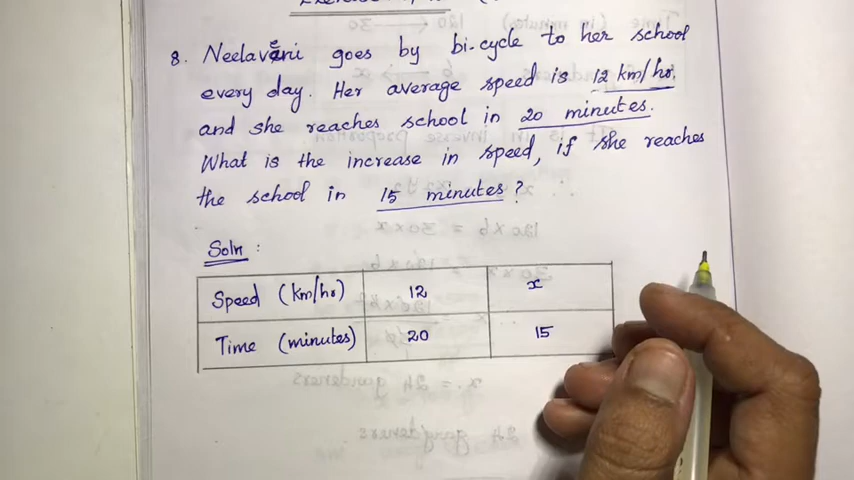 8. Neelaveni goes by bi-cycle to her school
every day. Her average speed is 12 km/hr.
and she reaches school in 20 minutes.
What is the increase in speed, if she reaches
the school in 15 minutes?
Soln :
Speed (km/hr) 12 x
Time (minutes) 20 15